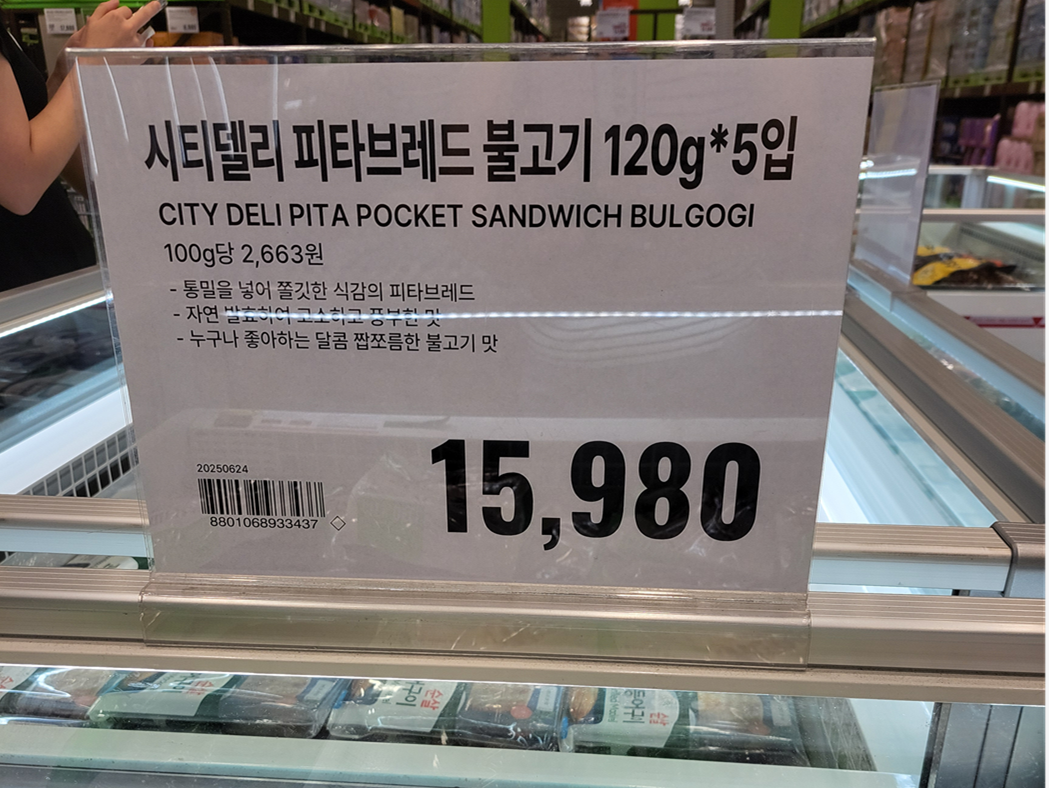 시티델리 피타브레드 불고기 120g*5입
CITY DELI PITA POCKET SANDWICH BULGOGI
100g당 2,663원
- 통밀을 넣어 쫄깃한 식감의 피타브레드
- 자연 발효하여 고소하고 풍부한 맛
- 누구나 좋아하는 달콤 짭쪼름한 불고기 맛
20250624
8801068933437
15,980
순살